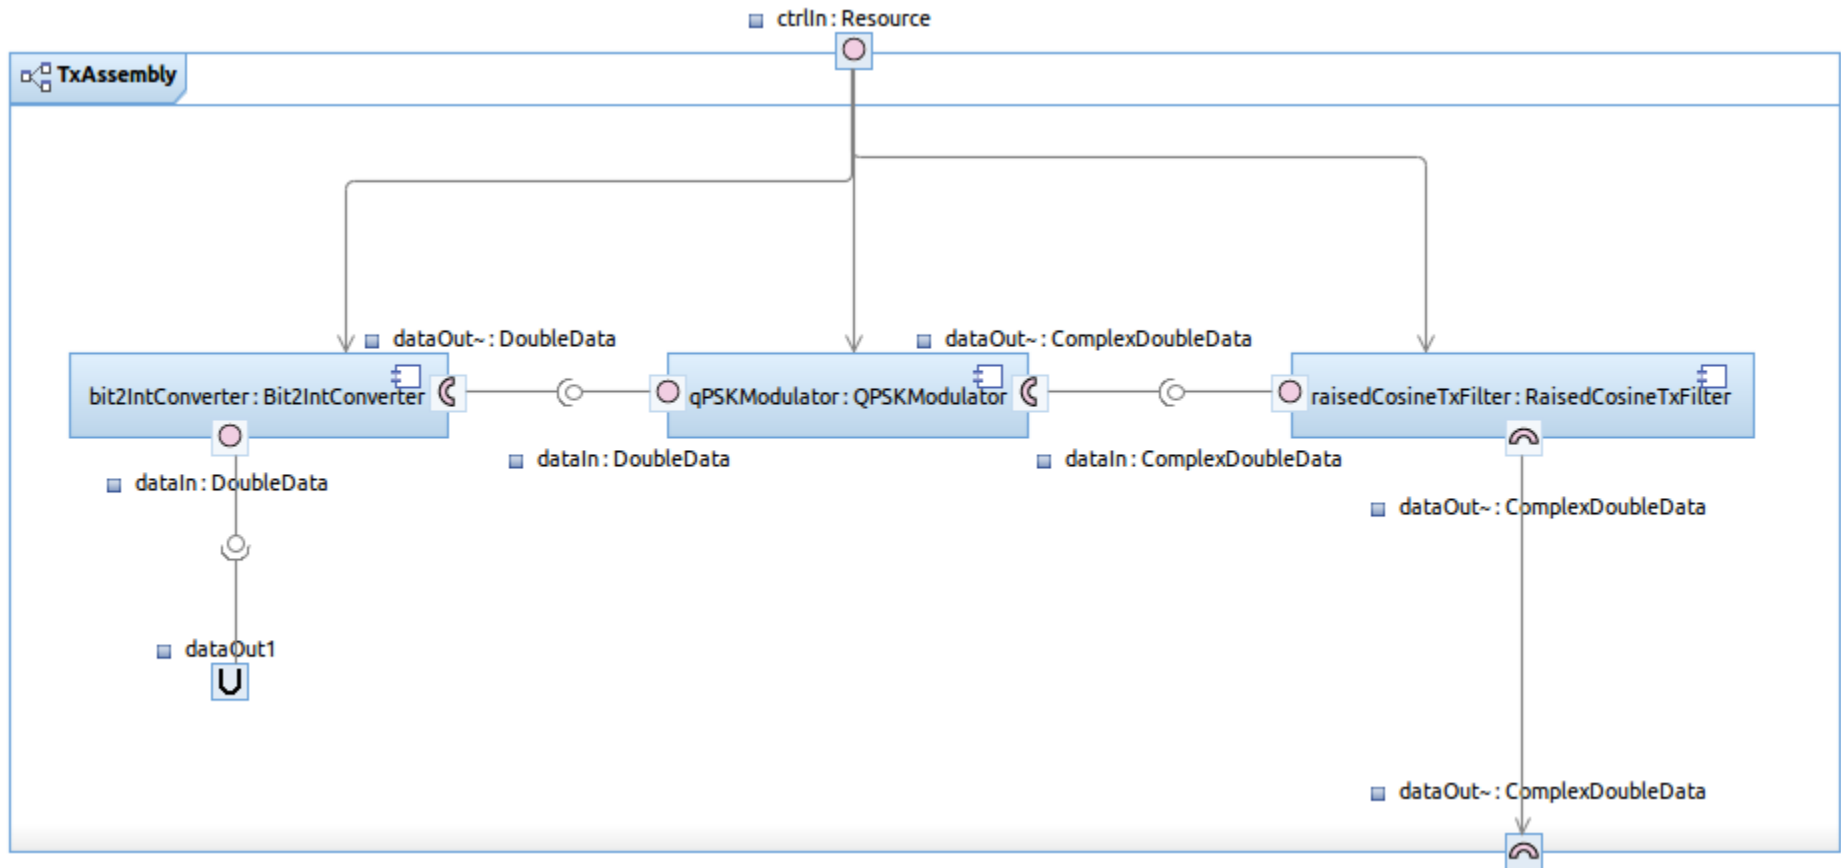 ctrlIn : Resource
TxAssembly
dataOut~ : DoubleData
dataOut~ : ComplexDoubleData
bit2IntConverter : Bit2IntConverter
qPSKModulator : QPSKModulator
raisedCosineTxFilter : RaisedCosineTxFilter
dataIn : DoubleData
dataIn : ComplexDoubleData
dataIn : DoubleData
dataOut~ : ComplexDoubleData
dataOut1
U
dataOut~ : ComplexDoubleData